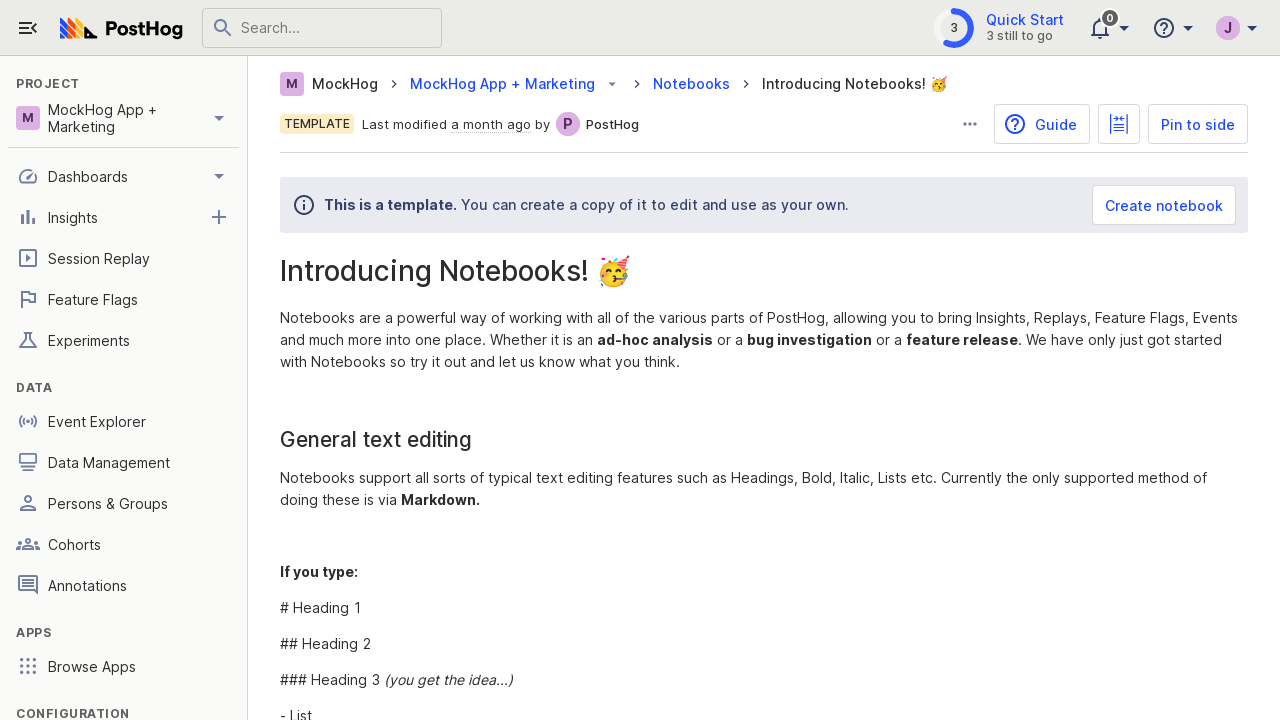 PostHog
Search...
3
Quick Start
3 still to go
0
J
PROJECT
M
MockHog App +
Marketing
Dashboards
Insights
Session Replay
Feature Flags
Experiments
DATA
Event Explorer
Data Management
Persons & Groups
Cohorts
Annotations
APPS
Browse Apps
CONFIGURATION
M MockHog
MockHog App + Marketing
Notebooks
Introducing Notebooks! 🥳
TEMPLATE Last modified a month ago by P PostHog
Guide
Pin to side
This is a template. You can create a copy of it to edit and use as your own.
Create notebook
Introducing Notebooks! 🥳
Notebooks are a powerful way of working with all of the various parts of PostHog, allowing you to bring Insights, Replays, Feature Flags, Events
and much more into one place. Whether it is an ad-hoc analysis or a bug investigation or a feature release. We have only just got started
with Notebooks so try it out and let us know what you think.
General text editing
Notebooks support all sorts of typical text editing features such as Headings, Bold, Italic, Lists etc. Currently the only supported method of
doing these is via Markdown.
If you type:
# Heading 1
## Heading 2
### Heading 3 (you get the idea...)
- List